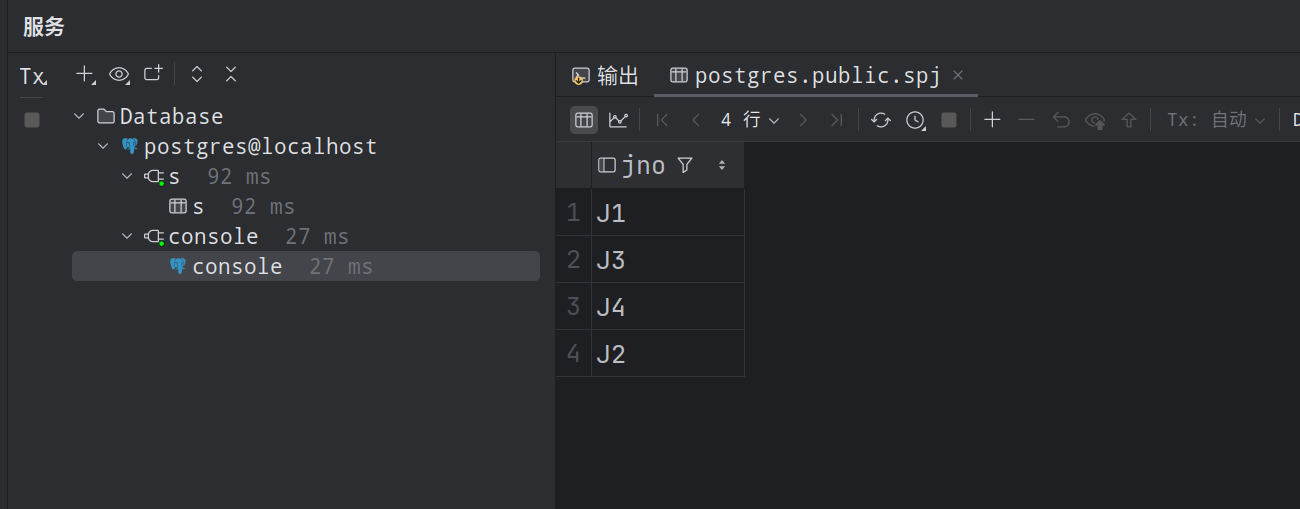 服务
Tx
Database
postgres@localhost
s 92 ms
s 92 ms
console 27 ms
console 27 ms
输出 postgres.public.spj
4 行 Tx: 自动 D
jno
1 J1
2 J3
3 J4
4 J2